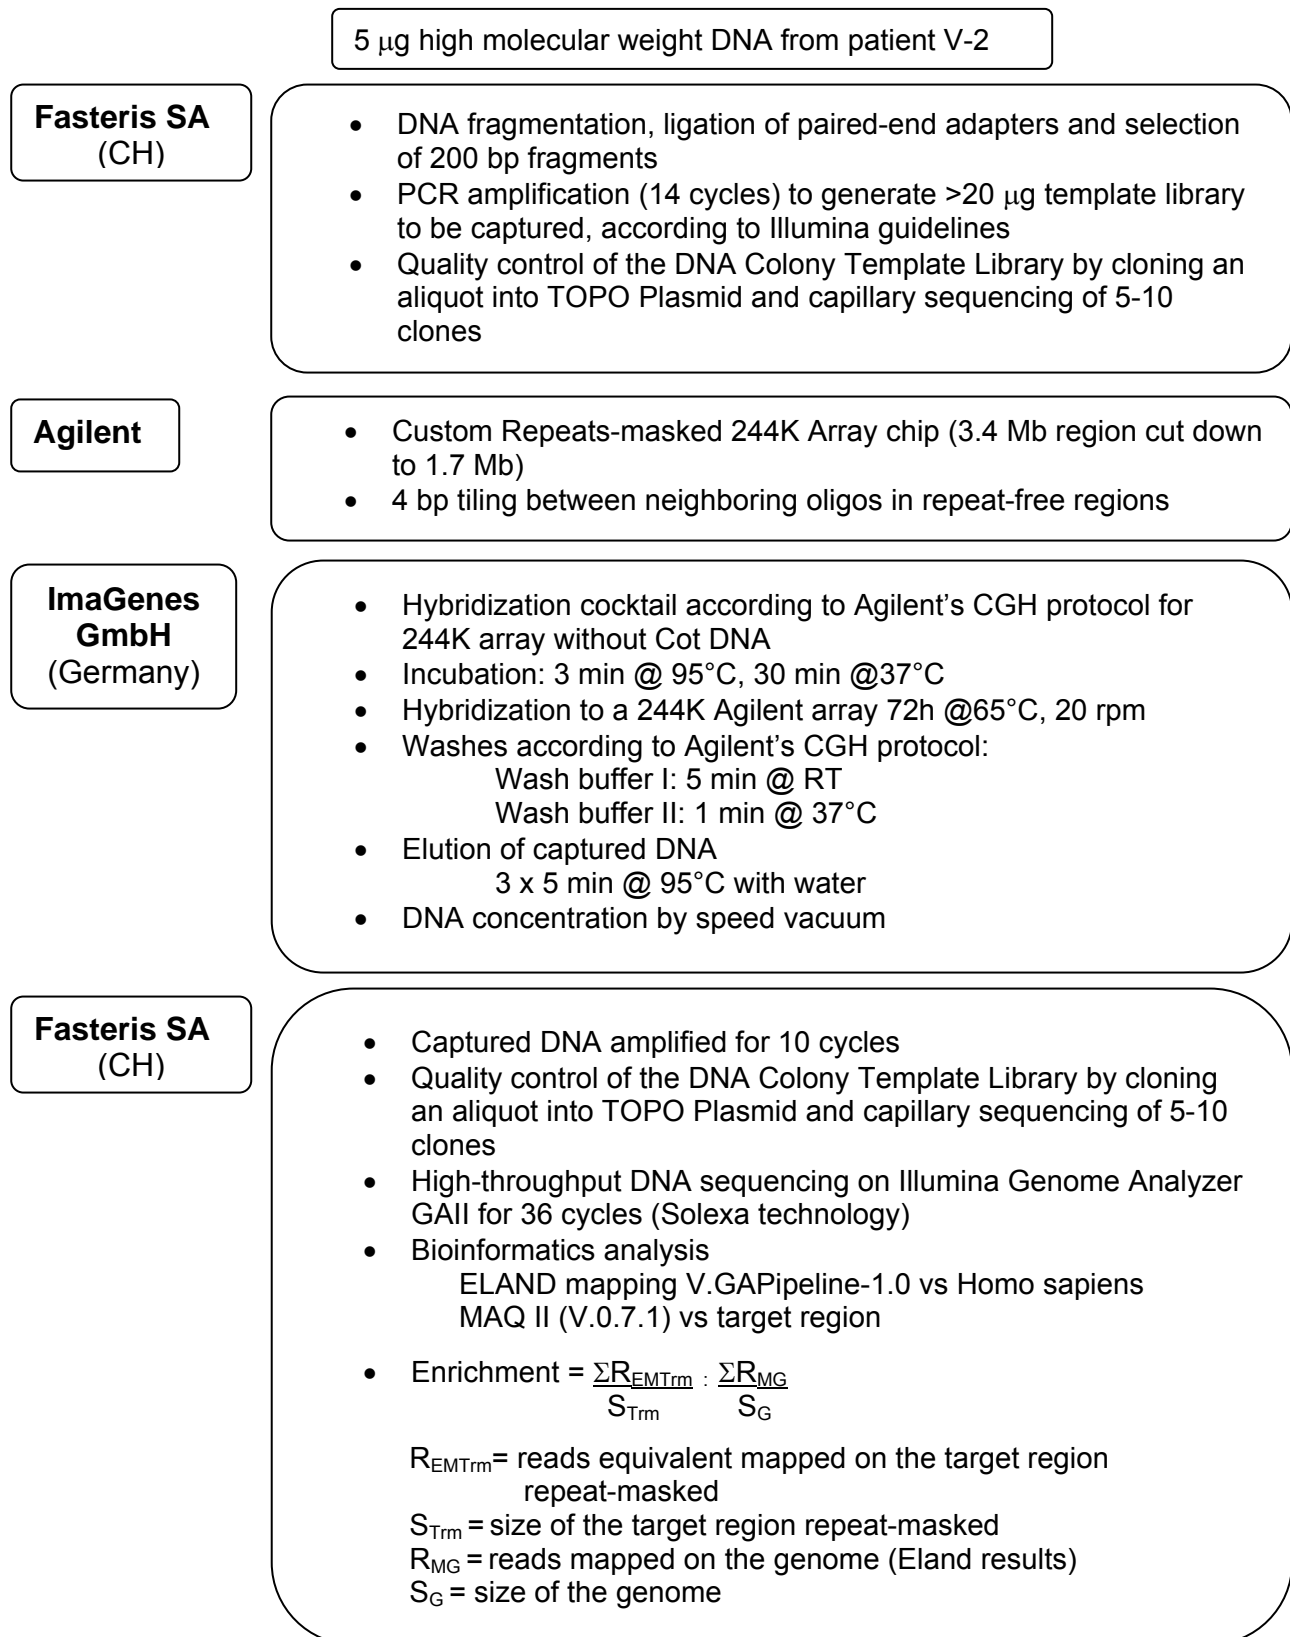 5 μg high molecular weight DNA from patient V-2
Fasteris SA
(CH)
• DNA fragmentation, ligation of paired-end adapters and selection
of 200 bp fragments
• PCR amplification (14 cycles) to generate >20 μg template library
to be captured, according to Illumina guidelines
• Quality control of the DNA Colony Template Library by cloning an
aliquot into TOPO Plasmid and capillary sequencing of 5-10
clones
Agilent
• Custom Repeats-masked 244K Array chip (3.4 Mb region cut down
to 1.7 Mb)
• 4 bp tiling between neighboring oligos in repeat-free regions
ImaGenes
GmbH
(Germany)
• Hybridization cocktail according to Agilent's CGH protocol for
244K array without Cot DNA
• Incubation: 3 min @ 95°C, 30 min @37°C
• Hybridization to a 244K Agilent array 72h @65°C, 20 rpm
• Washes according to Agilent's CGH protocol:
Wash buffer I: 5 min @ RT
Wash buffer II: 1 min @ 37°C
• Elution of captured DNA
3 x 5 min @ 95°C with water
• DNA concentration by speed vacuum
Fasteris SA
(CH)
• Captured DNA amplified for 10 cycles
• Quality control of the DNA Colony Template Library by cloning
an aliquot into TOPO Plasmid and capillary sequencing of 5-10
clones
• High-throughput DNA sequencing on Illumina Genome Analyzer
GAII for 36 cycles (Solexa technology)
• Bioinformatics analysis
ELAND mapping V.GAPipeline-1.0 vs Homo sapiens
MAQ II (V.0.7.1) vs target region
• Enrichment = ΣREMTrm : ΣRMG
STrm SG
REMTrm= reads equivalent mapped on the target region
repeat-masked
STrm = size of the target region repeat-masked
RMG = reads mapped on the genome (Eland results)
SG = size of the genome